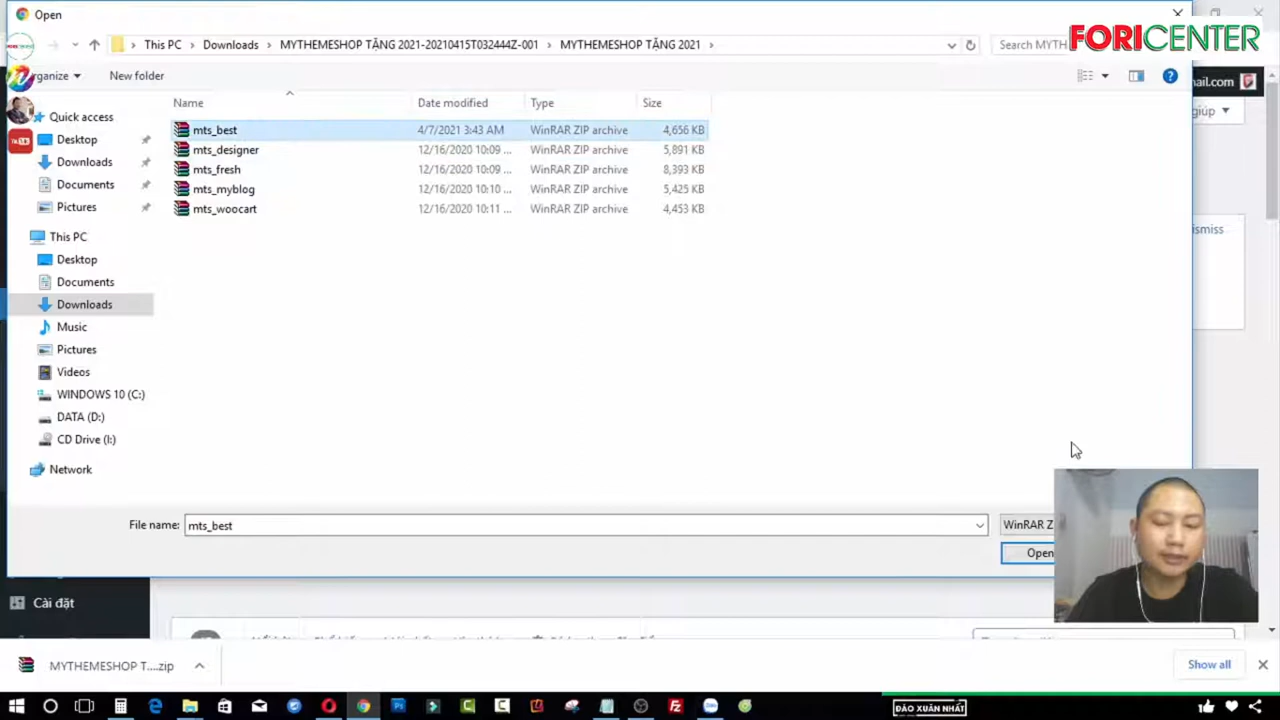 Open
FORICENTER
This PC > Downloads > MYTHEMESHOP TẶNG 2021-20210415T032444Z-001 > MYTHEMESHOP TẶNG 2021 >
Search MYTH
ganize
New folder
ail.com
giúp
Name
Date modified
Type
Size
mts_best 4/7/2021 3:43 AM WinRAR ZIP archive 4,656 KB
mts_designer 12/16/2020 10:09 ... WinRAR ZIP archive 5,891 KB
mts_fresh 12/16/2020 10:09 ... WinRAR ZIP archive 8,393 KB
mts_myblog 12/16/2020 10:10 ... WinRAR ZIP archive 5,425 KB
mts_woocart 12/16/2020 10:11 ... WinRAR ZIP archive 4,453 KB
Quick access
Desktop
Downloads
Documents
Pictures
This PC
Desktop
Documents
Downloads
Music
Pictures
Videos
WINDOWS 10 (C:)
DATA (D:)
CD Drive (I:)
Network
ismiss
File name:
mts_best
WinRAR Z
Open
Cài đặt
MYTHEMESHOP T....zip
Show all
ĐÀO XUÂN NHẤT